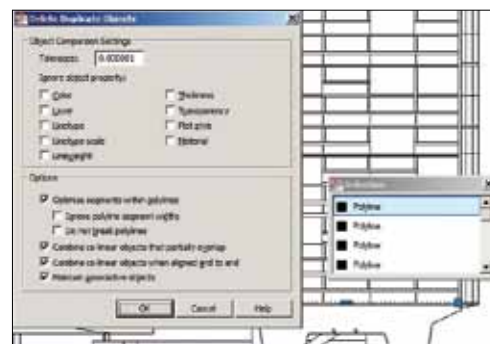 Delete Duplicate Objects
Object Comparison Settings
Tolerance: 0.000001
Ignore object property:
Color
Thickness
Layer
Transparency
Linetype
Plot style
Linetype scale
Material
Lineweight
Options
Optimize segments within polylines
Ignore polyline segment widths
Do not break polylines
Combine co-linear objects that partially overlap
Combine co-linear objects when aligned end to end
Maintain associative objects
OK
Cancel
Help
Selection
Polyline
Polyline
Polyline
Polyline